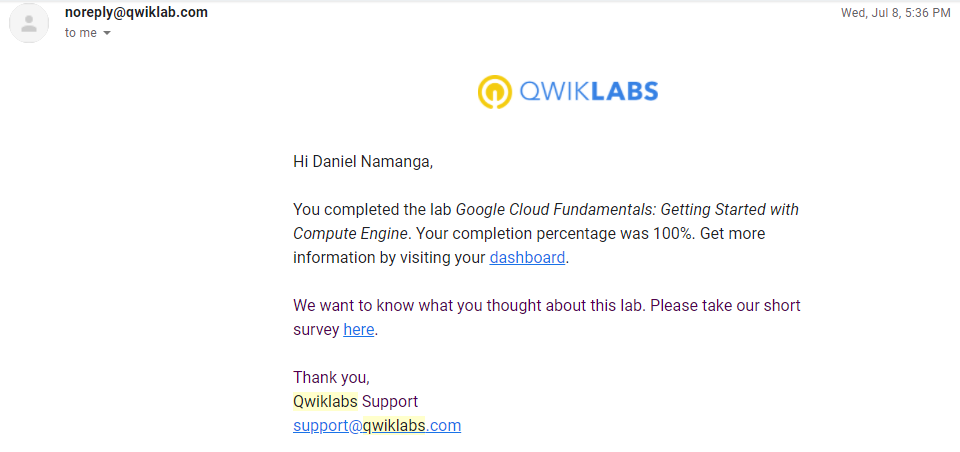 noreply@qwiklab.com
Wed, Jul 8, 5:36 PM
to me
QWIKLABS
Hi Daniel Namanga,
You completed the lab Google Cloud Fundamentals: Getting Started with
Compute Engine. Your completion percentage was 100%. Get more
information by visiting your dashboard.
We want to know what you thought about this lab. Please take our short
survey here.
Thank you,
Qwiklabs Support
support@qwiklabs.com